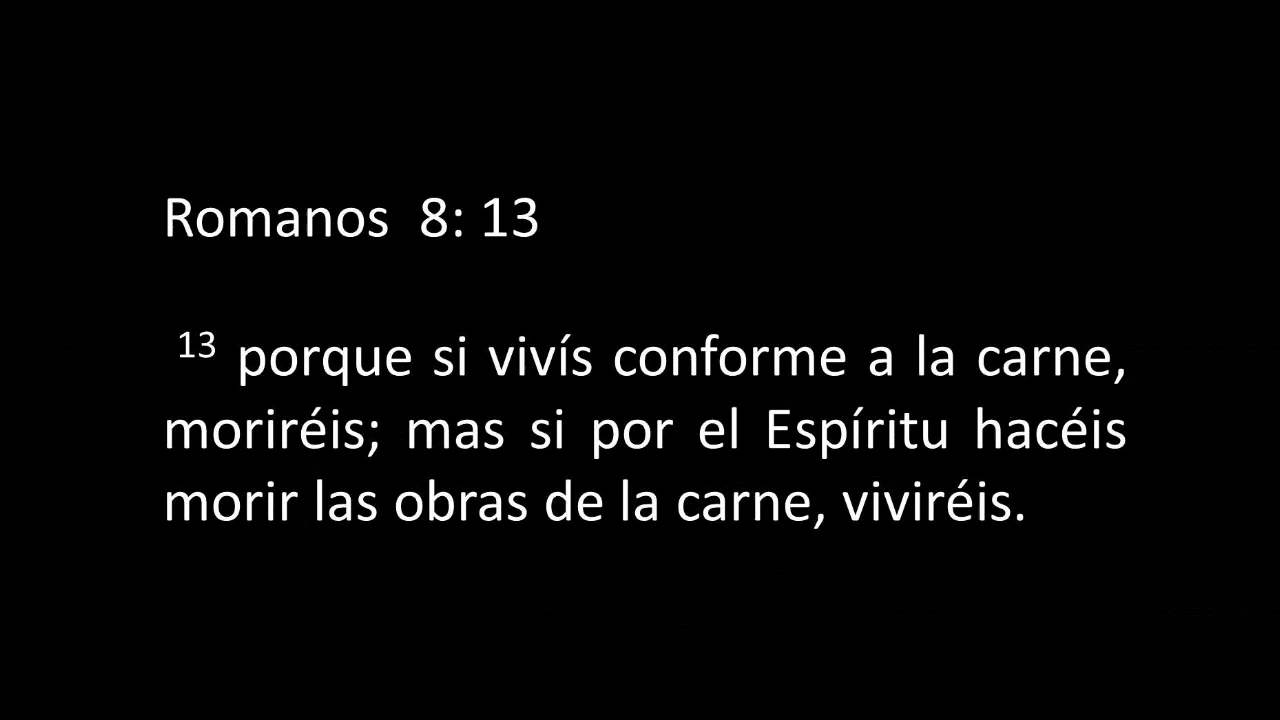 Romanos 8: 13
13 porque si vivís conforme a la carne,
moriréis; mas si por el Espíritu hacéis
morir las obras de la carne, viviréis.